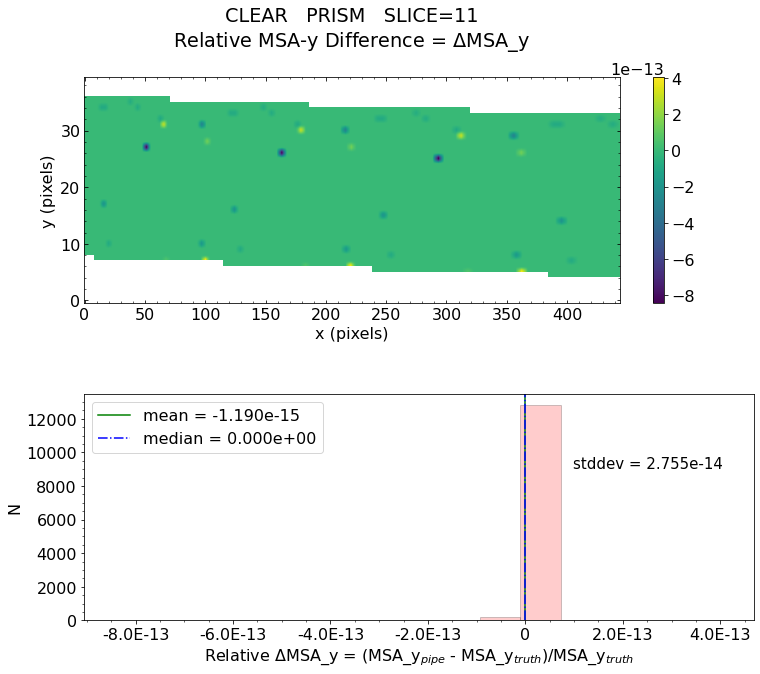 CLEAR PRISM SLICE=11
Relative MSA-y Difference = ΔMSA_y
1e−13
y (pixels)
30
20
10
0
0 50 100 150 200 250 300 350 400
x (pixels)
4
2
0
−2
−4
−6
−8
mean = -1.190e-15
median = 0.000e+00
stddev = 2.755e-14
N
12000
10000
8000
6000
4000
2000
0
-8.0E-13 -6.0E-13 -4.0E-13 -2.0E-13 0 2.0E-13 4.0E-13
Relative ΔMSA_y = (MSA_y_pipe - MSA_y_truth)/MSA_y_truth